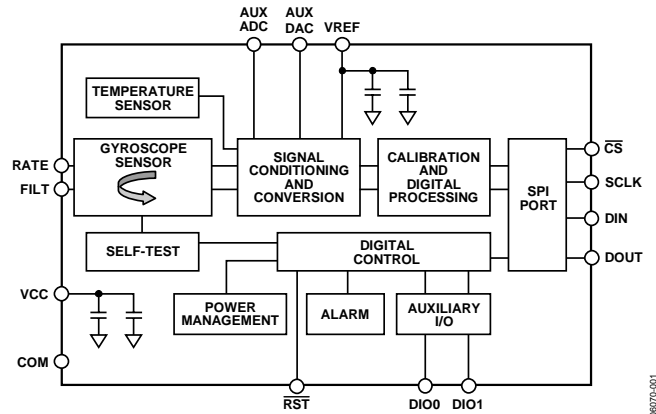 AUX
ADC
AUX
DAC
VREF
TEMPERATURE
SENSOR
RATE
FILT
GYROSCOPE
SENSOR
SIGNAL
CONDITIONING
AND
CONVERSION
CALIBRATION
AND
DIGITAL
PROCESSING
SPI
PORT
CS
SCLK
DIN
DOUT
SELF-TEST
DIGITAL
CONTROL
VCC
POWER
MANAGEMENT
ALARM
AUXILIARY
I/O
COM
RST
DIO0 DIO1
06070-001